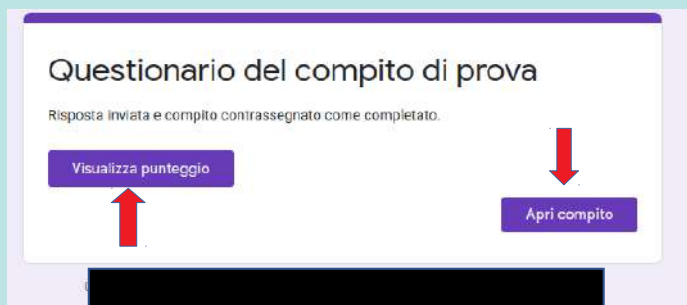 Questionario del compito di prova
Risposta inviata e compito contrassegnato come completato.
Visualizza punteggio
Apri compito